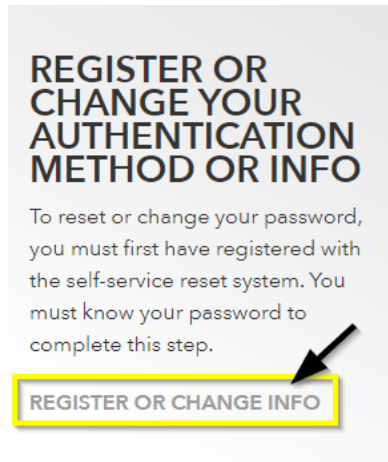 REGISTER OR
CHANGE YOUR
AUTHENTICATION
METHOD OR INFO
To reset or change your password,
you must first have registered with
the self-service reset system. You
must know your password to
complete this step.
REGISTER OR CHANGE INFO